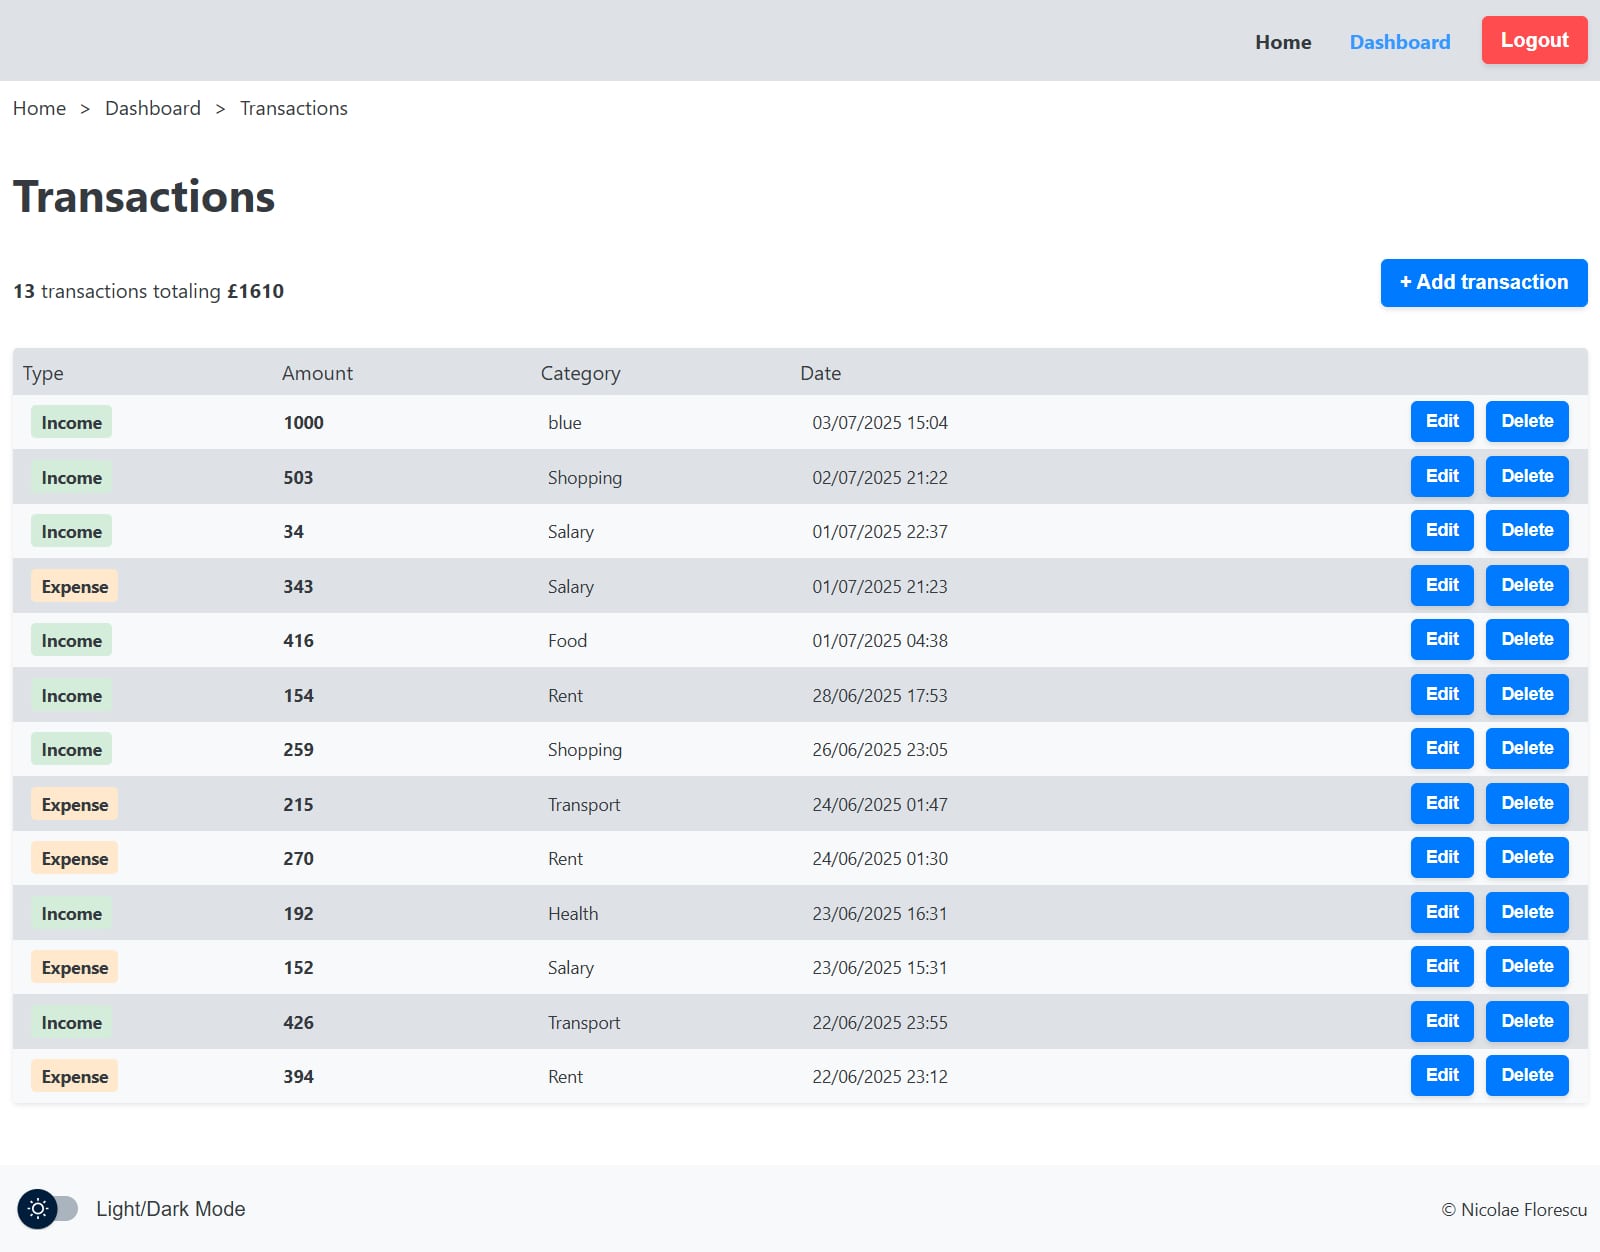 Home Dashboard Logout
Home > Dashboard > Transactions
Transactions
13 transactions totaling £1610
+ Add transaction
Type Amount Category Date
Income 1000 blue 03/07/2025 15:04 Edit Delete
Income 503 Shopping 02/07/2025 21:22 Edit Delete
Income 34 Salary 01/07/2025 22:37 Edit Delete
Expense 343 Salary 01/07/2025 21:23 Edit Delete
Income 416 Food 01/07/2025 04:38 Edit Delete
Income 154 Rent 28/06/2025 17:53 Edit Delete
Income 259 Shopping 26/06/2025 23:05 Edit Delete
Expense 215 Transport 24/06/2025 01:47 Edit Delete
Expense 270 Rent 24/06/2025 01:30 Edit Delete
Income 192 Health 23/06/2025 16:31 Edit Delete
Expense 152 Salary 23/06/2025 15:31 Edit Delete
Income 426 Transport 22/06/2025 23:55 Edit Delete
Expense 394 Rent 22/06/2025 23:12 Edit Delete
Light/Dark Mode
© Nicolae Florescu